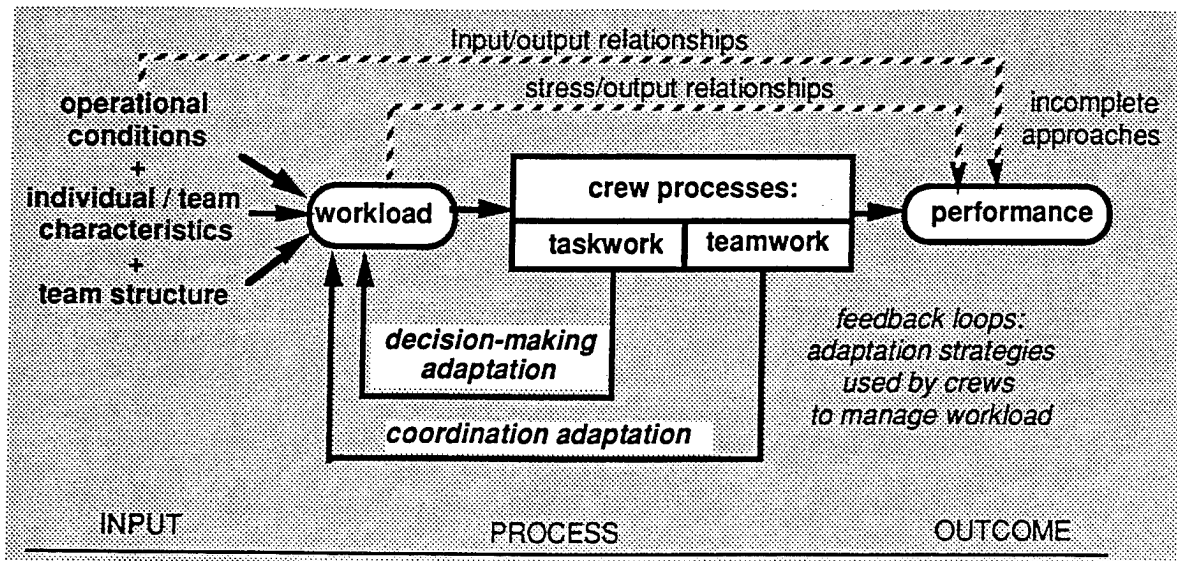 Input/output relationships
stress/output relationships
operational
conditions
+
individual / team
characteristics
+
team structure
workload
crew processes:
taskwork
teamwork
performance
incomplete
approaches
decision-making
adaptation
coordination adaptation
feedback loops:
adaptation strategies
used by crews
to manage workload
INPUT
PROCESS
OUTCOME